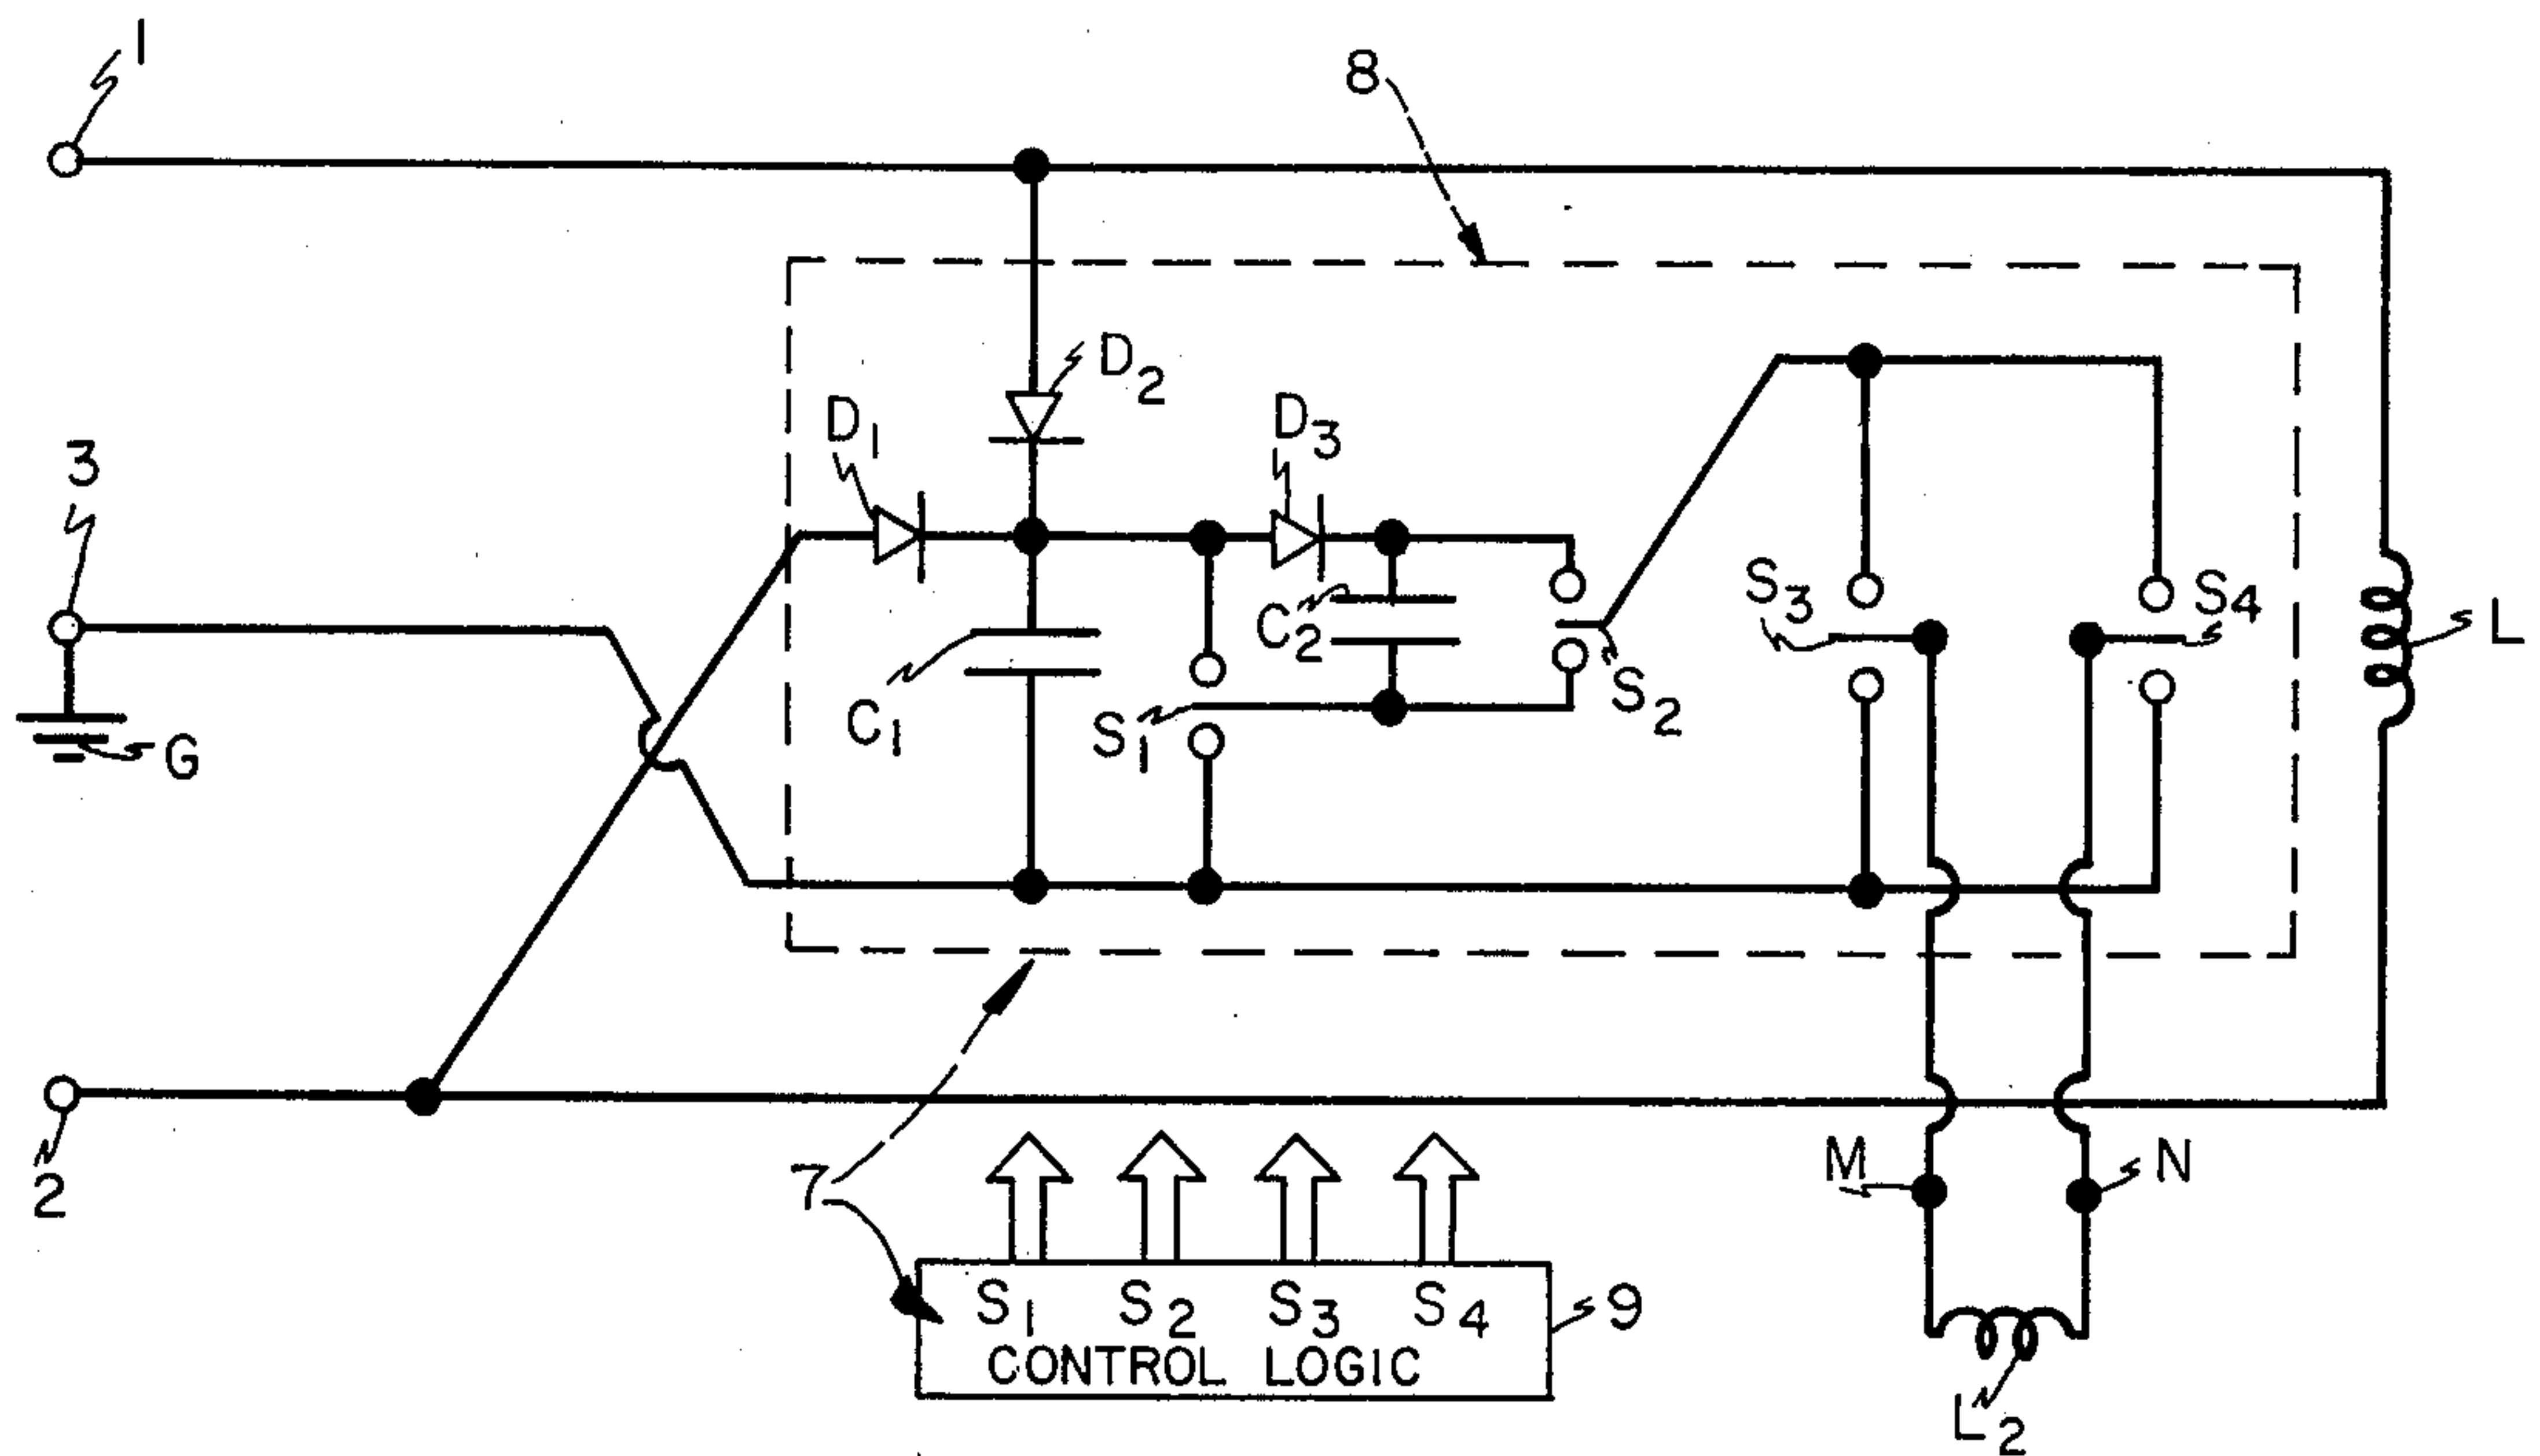 1
8
D2
D1
D3
3
S3
S4
C2
L
C1
S1
S2
G
7
M
N
2
S1 S2 S3 S4
9
CONTROL LOGIC
L2